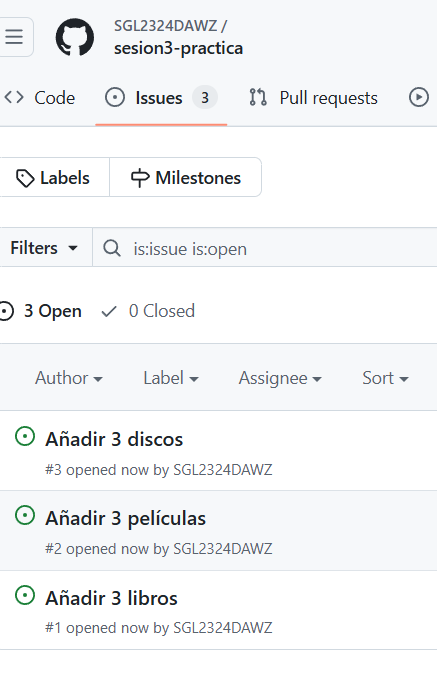 SGL2324DAWZ /
sesion3-practica
Code Issues 3 Pull requests
Labels Milestones
Filters is:issue is:open
3 Open 0 Closed
Author Label Assignee Sort
Añadir 3 discos
#3 opened now by SGL2324DAWZ
Añadir 3 películas
#2 opened now by SGL2324DAWZ
Añadir 3 libros
#1 opened now by SGL2324DAWZ